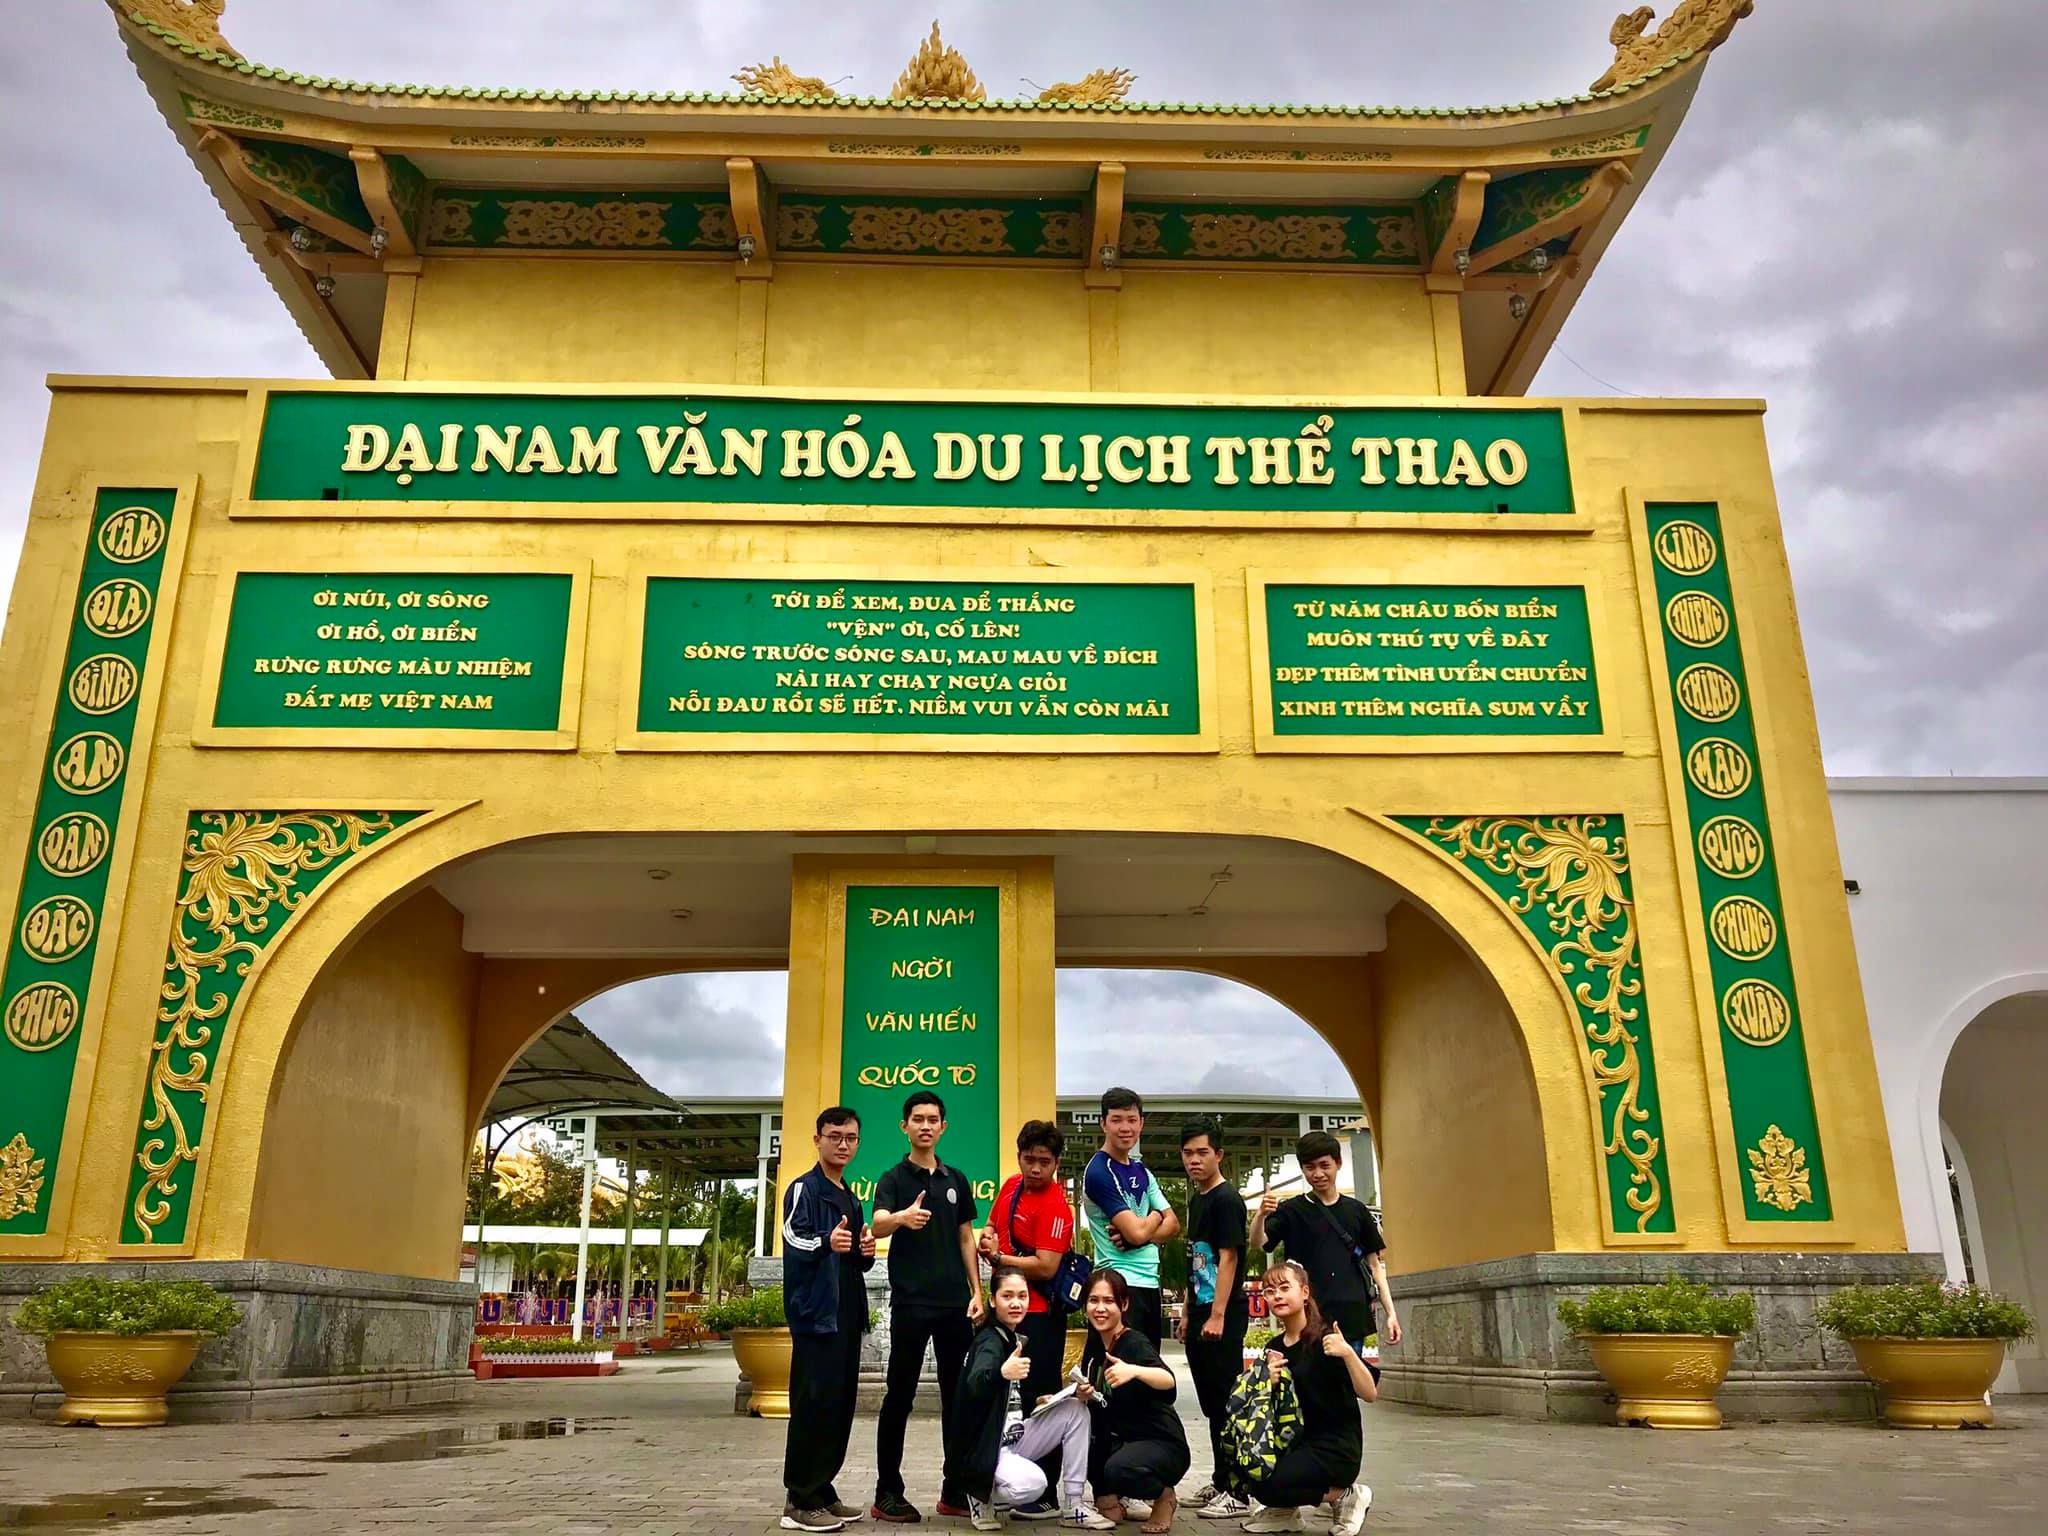 ĐẠI NAM VĂN HÓA DU LỊCH THỂ THAO
TÂM
ĐỊA
BÌNH
AN
DÂN
ĐẮC
PHÚC
ƠI NÚI, ƠI SÔNG
ƠI HỒ, ƠI BIỂN
RƯNG RƯNG MÀU NHIỆM
ĐẤT MẸ VIỆT NAM
TỚI ĐỂ XEM, ĐUA ĐỂ THẮNG
"VỆN" ƠI, CỐ LÊN!
SÓNG TRƯỚC SÓNG SAU, MAU MAU VỀ ĐÍCH
NÀI HAY CHẠY NGỰA GIỎI
NỖI ĐAU RỒI SẼ HẾT. NIỀM VUI VẪN CÒN MÃI
TỪ NĂM CHÂU BỐN BIỂN
MUÔN THÚ TỤ VỀ ĐÂY
ĐẸP THÊM TÌNH UYỂN CHUYỂN
XINH THÊM NGHĨA SUM VẦY
LINH
THIÊNG
THỊNH
MẬU
QUỐC
PHÙNG
XUÂN
ĐẠI NAM
NGỜI
VĂN HIẾN
QUỐC TỘ